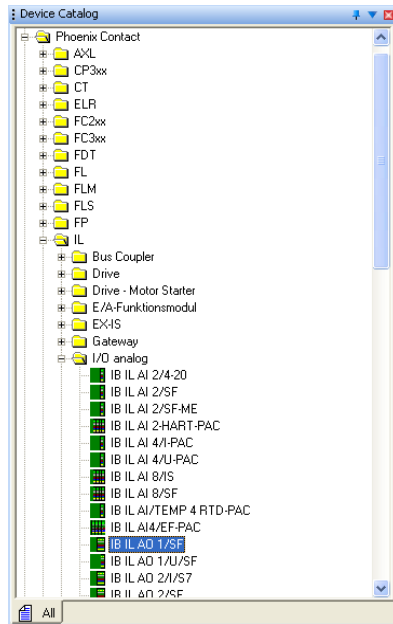 Device Catalog
Phoenix Contact
AXL
CP3xx
CT
ELR
FC2xx
FC3xx
FDT
FL
FLM
FLS
FP
IL
Bus Coupler
Drive
Drive - Motor Starter
E/A-Funktionsmodul
EX-IS
Gateway
I/O analog
IB IL AI 2/4-20
IB IL AI 2/SF
IB IL AI 2/SF-ME
IB IL AI 2-HART-PAC
IB IL AI 4/I-PAC
IB IL AI 4/U-PAC
IB IL AI 8/IS
IB IL AI 8/SF
IB IL AI/TEMP 4 RTD-PAC
IB IL AI4/EF-PAC
IB IL AO 1/SF
IB IL AO 1/U/SF
IB IL AO 2/I/S7
IB IL AO 2/SF
All